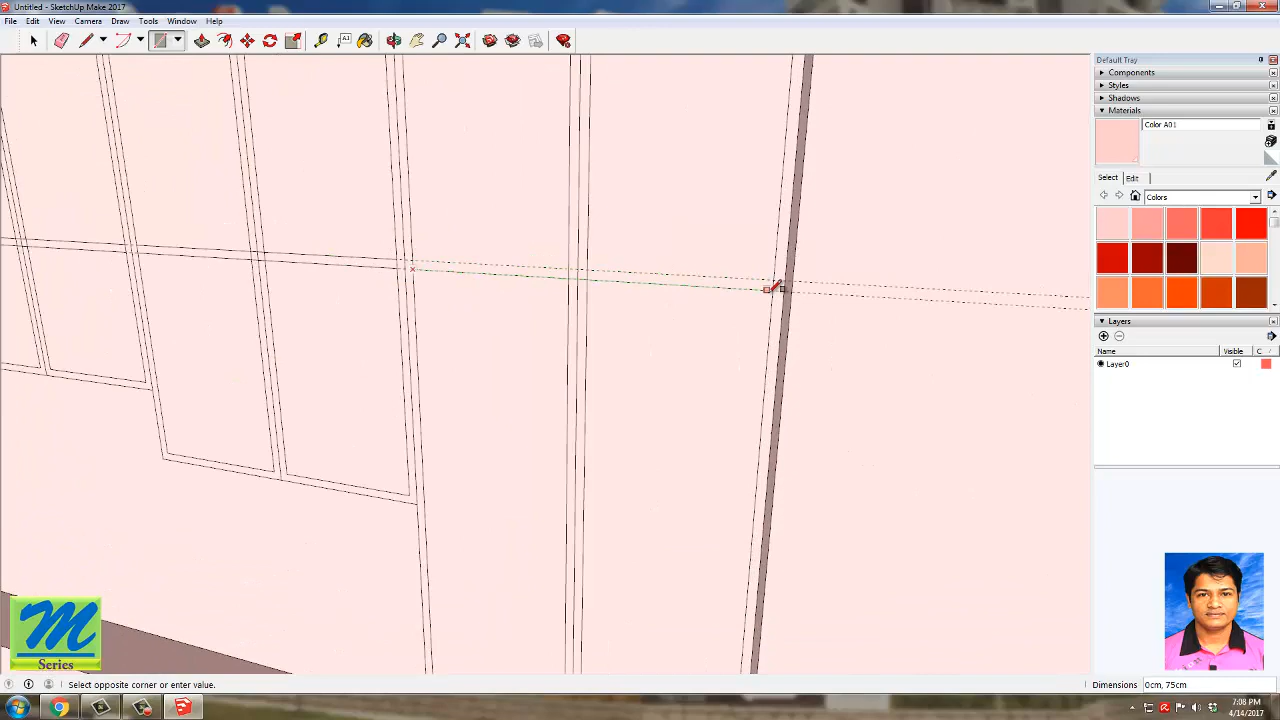 Untitled - SketchUp Make 2017
File Edit View Camera Draw Tools Window Help
A1
Default Tray
Components
Styles
Shadows
Materials
Color A01
Select Edit
Colors
Layers
Name Visible C
Layer0
M
Series
Select opposite corner or enter value.
Dimensions 0cm, 75cm
7:08 PM
4/14/2017